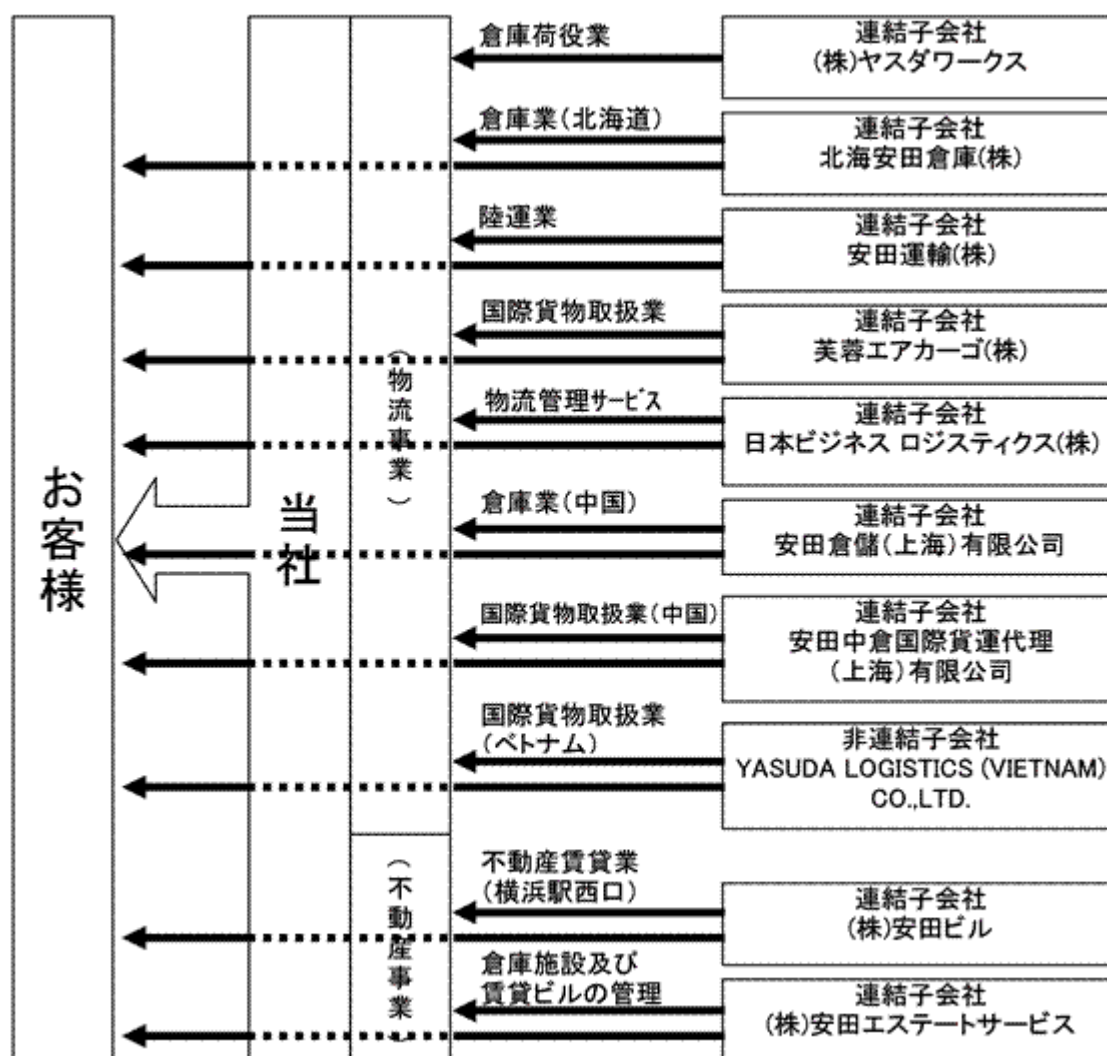 お客様
当社
(物流事業)
(不動産事業)
倉庫荷役業
連結子会社
(株)ヤスダワークス
倉庫業(北海道)
連結子会社
北海安田倉庫(株)
陸運業
連結子会社
安田運輸(株)
国際貨物取扱業
連結子会社
芙蓉エアカーゴ(株)
物流管理サービス
連結子会社
日本ビジネス ロジスティクス(株)
倉庫業(中国)
連結子会社
安田倉儲(上海)有限公司
国際貨物取扱業(中国)
連結子会社
安田中倉国際貨運代理
(上海)有限公司
国際貨物取扱業
(ベトナム)
非連結子会社
YASUDA LOGISTICS (VIETNAM)
CO.,LTD.
不動産賃貸業
(横浜駅西口)
連結子会社
(株)安田ビル
倉庫施設及び
賃貸ビルの管理
連結子会社
(株)安田エステートサービス